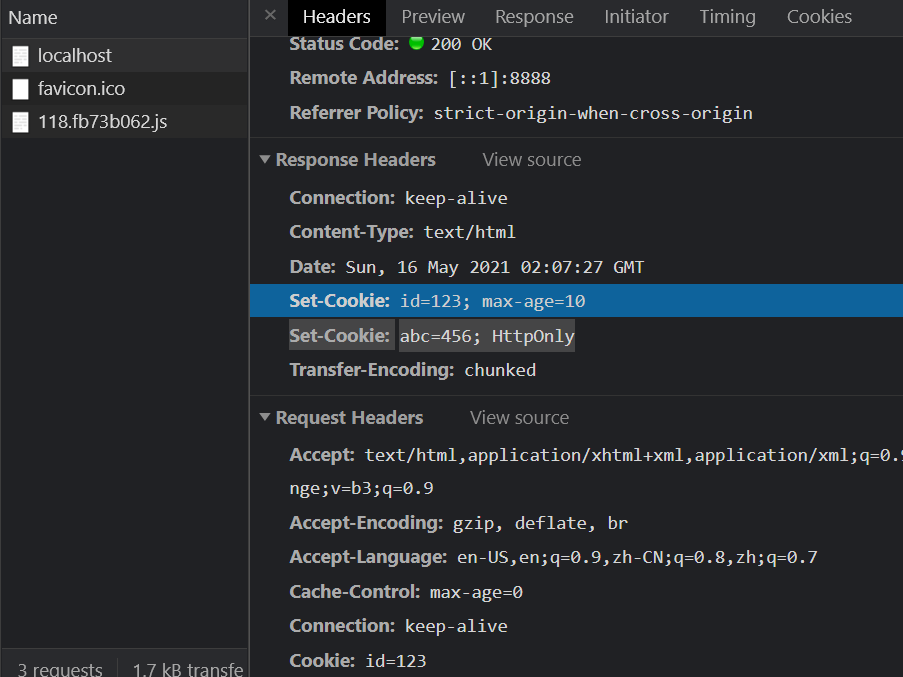 Name
Headers Preview Response Initiator Timing Cookies
localhost
favicon.ico
118.fb73b062.js
Status Code: 200 OK
Remote Address: [::1]:8888
Referrer Policy: strict-origin-when-cross-origin
Response Headers View source
Connection: keep-alive
Content-Type: text/html
Date: Sun, 16 May 2021 02:07:27 GMT
Set-Cookie: id=123; max-age=10
Set-Cookie: abc=456; HttpOnly
Transfer-Encoding: chunked
Request Headers View source
Accept: text/html,application/xhtml+xml,application/xml;q=0.9
nge;v=b3;q=0.9
Accept-Encoding: gzip, deflate, br
Accept-Language: en-US,en;q=0.9,zh-CN;q=0.8,zh;q=0.7
Cache-Control: max-age=0
Connection: keep-alive
Cookie: id=123
3 requests 1.7 kB transfe